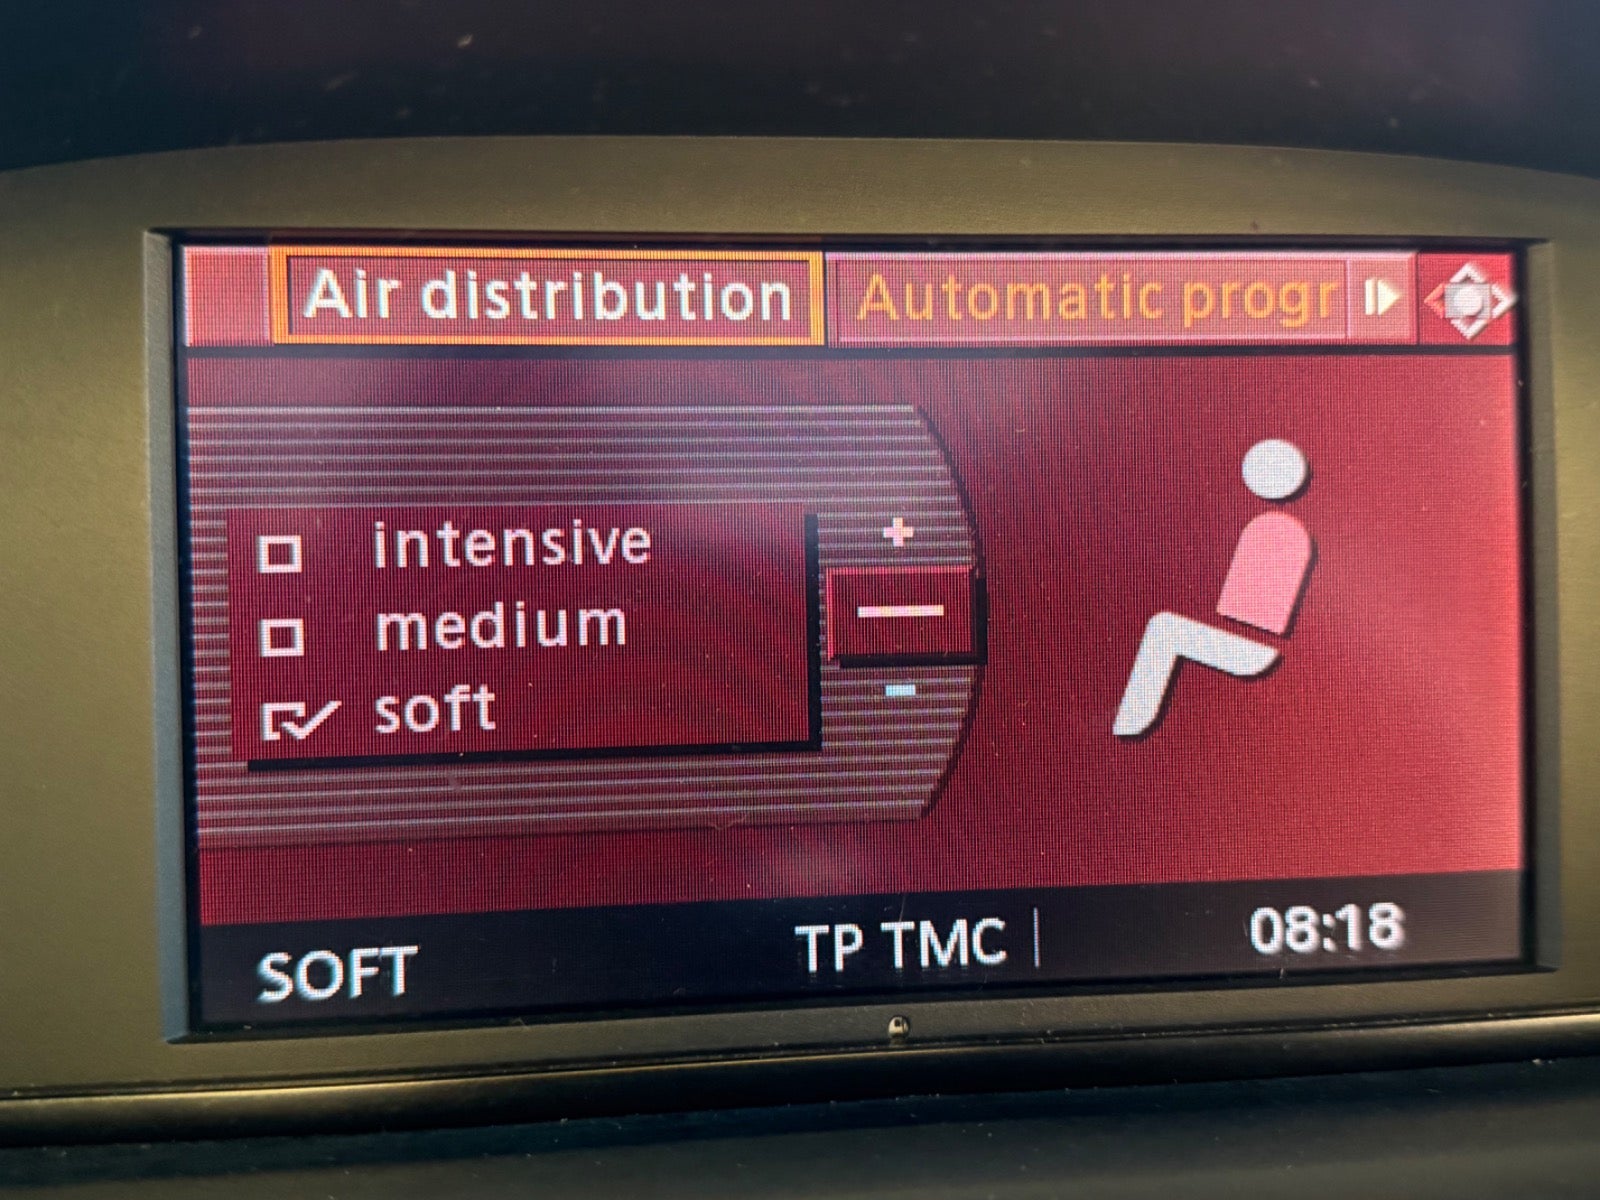 Air distribution
Automatic progr
intensive
medium
soft
SOFT
TP TMC
08:18